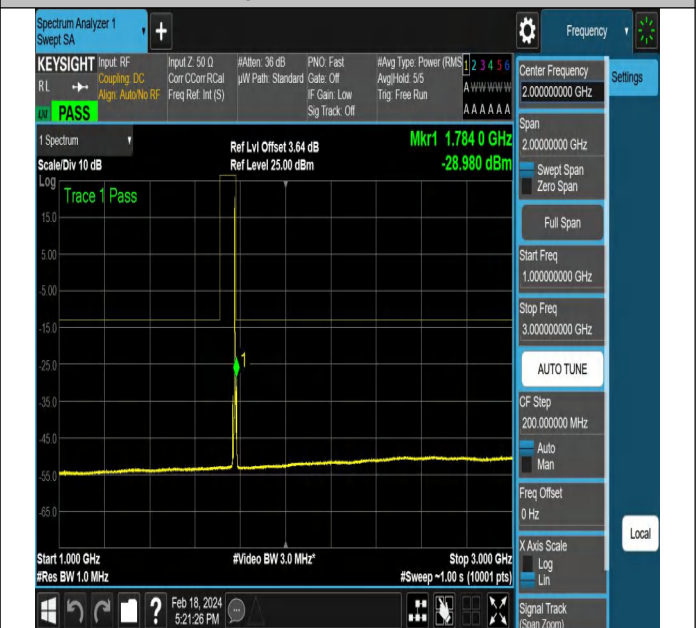 Spectrum Analyzer 1
Swept SA
+
Frequency
KEYSIGHT
RL
PASS
Input: RF
Coupling: DC
Align: Auto/No RF
Input Z: 50 Ω
Corr CCorr RCal
Freq Ref: Int (S)
#Atten: 36 dB
µW Path: Standard
PNO: Fast
Gate: Off
IF Gain: Low
Sig Track: Off
#Avg Type: Power (RMS
Avg|Hold: 5/5
Trig: Free Run
1 2 3 4 5 6
A W W W W W
A A A A A A
1 Spectrum
Scale/Div 10 dB
Ref Lvl Offset 3.64 dB
Ref Level 25.00 dBm
Mkr1 1.784 0 GHz
-28.980 dBm
Log
Trace 1 Pass
15.0
5.00
-5.00
-15.0
-25.0
-35.0
-45.0
-55.0
-65.0
1
Start 1.000 GHz
#Res BW 1.0 MHz
#Video BW 3.0 MHz*
Stop 3.000 GHz
#Sweep ~1.00 s (10001 pts)
Center Frequency
2.000000000 GHz
Settings
Span
2.00000000 GHz
Swept Span
Zero Span
Full Span
Start Freq
1.000000000 GHz
Stop Freq
3.000000000 GHz
AUTO TUNE
CF Step
200.000000 MHz
Auto
Man
Freq Offset
0 Hz
X Axis Scale
Log
Lin
Signal Track
(Span Zoom)
Local
?
Feb 18, 2024
5:21:26 PM